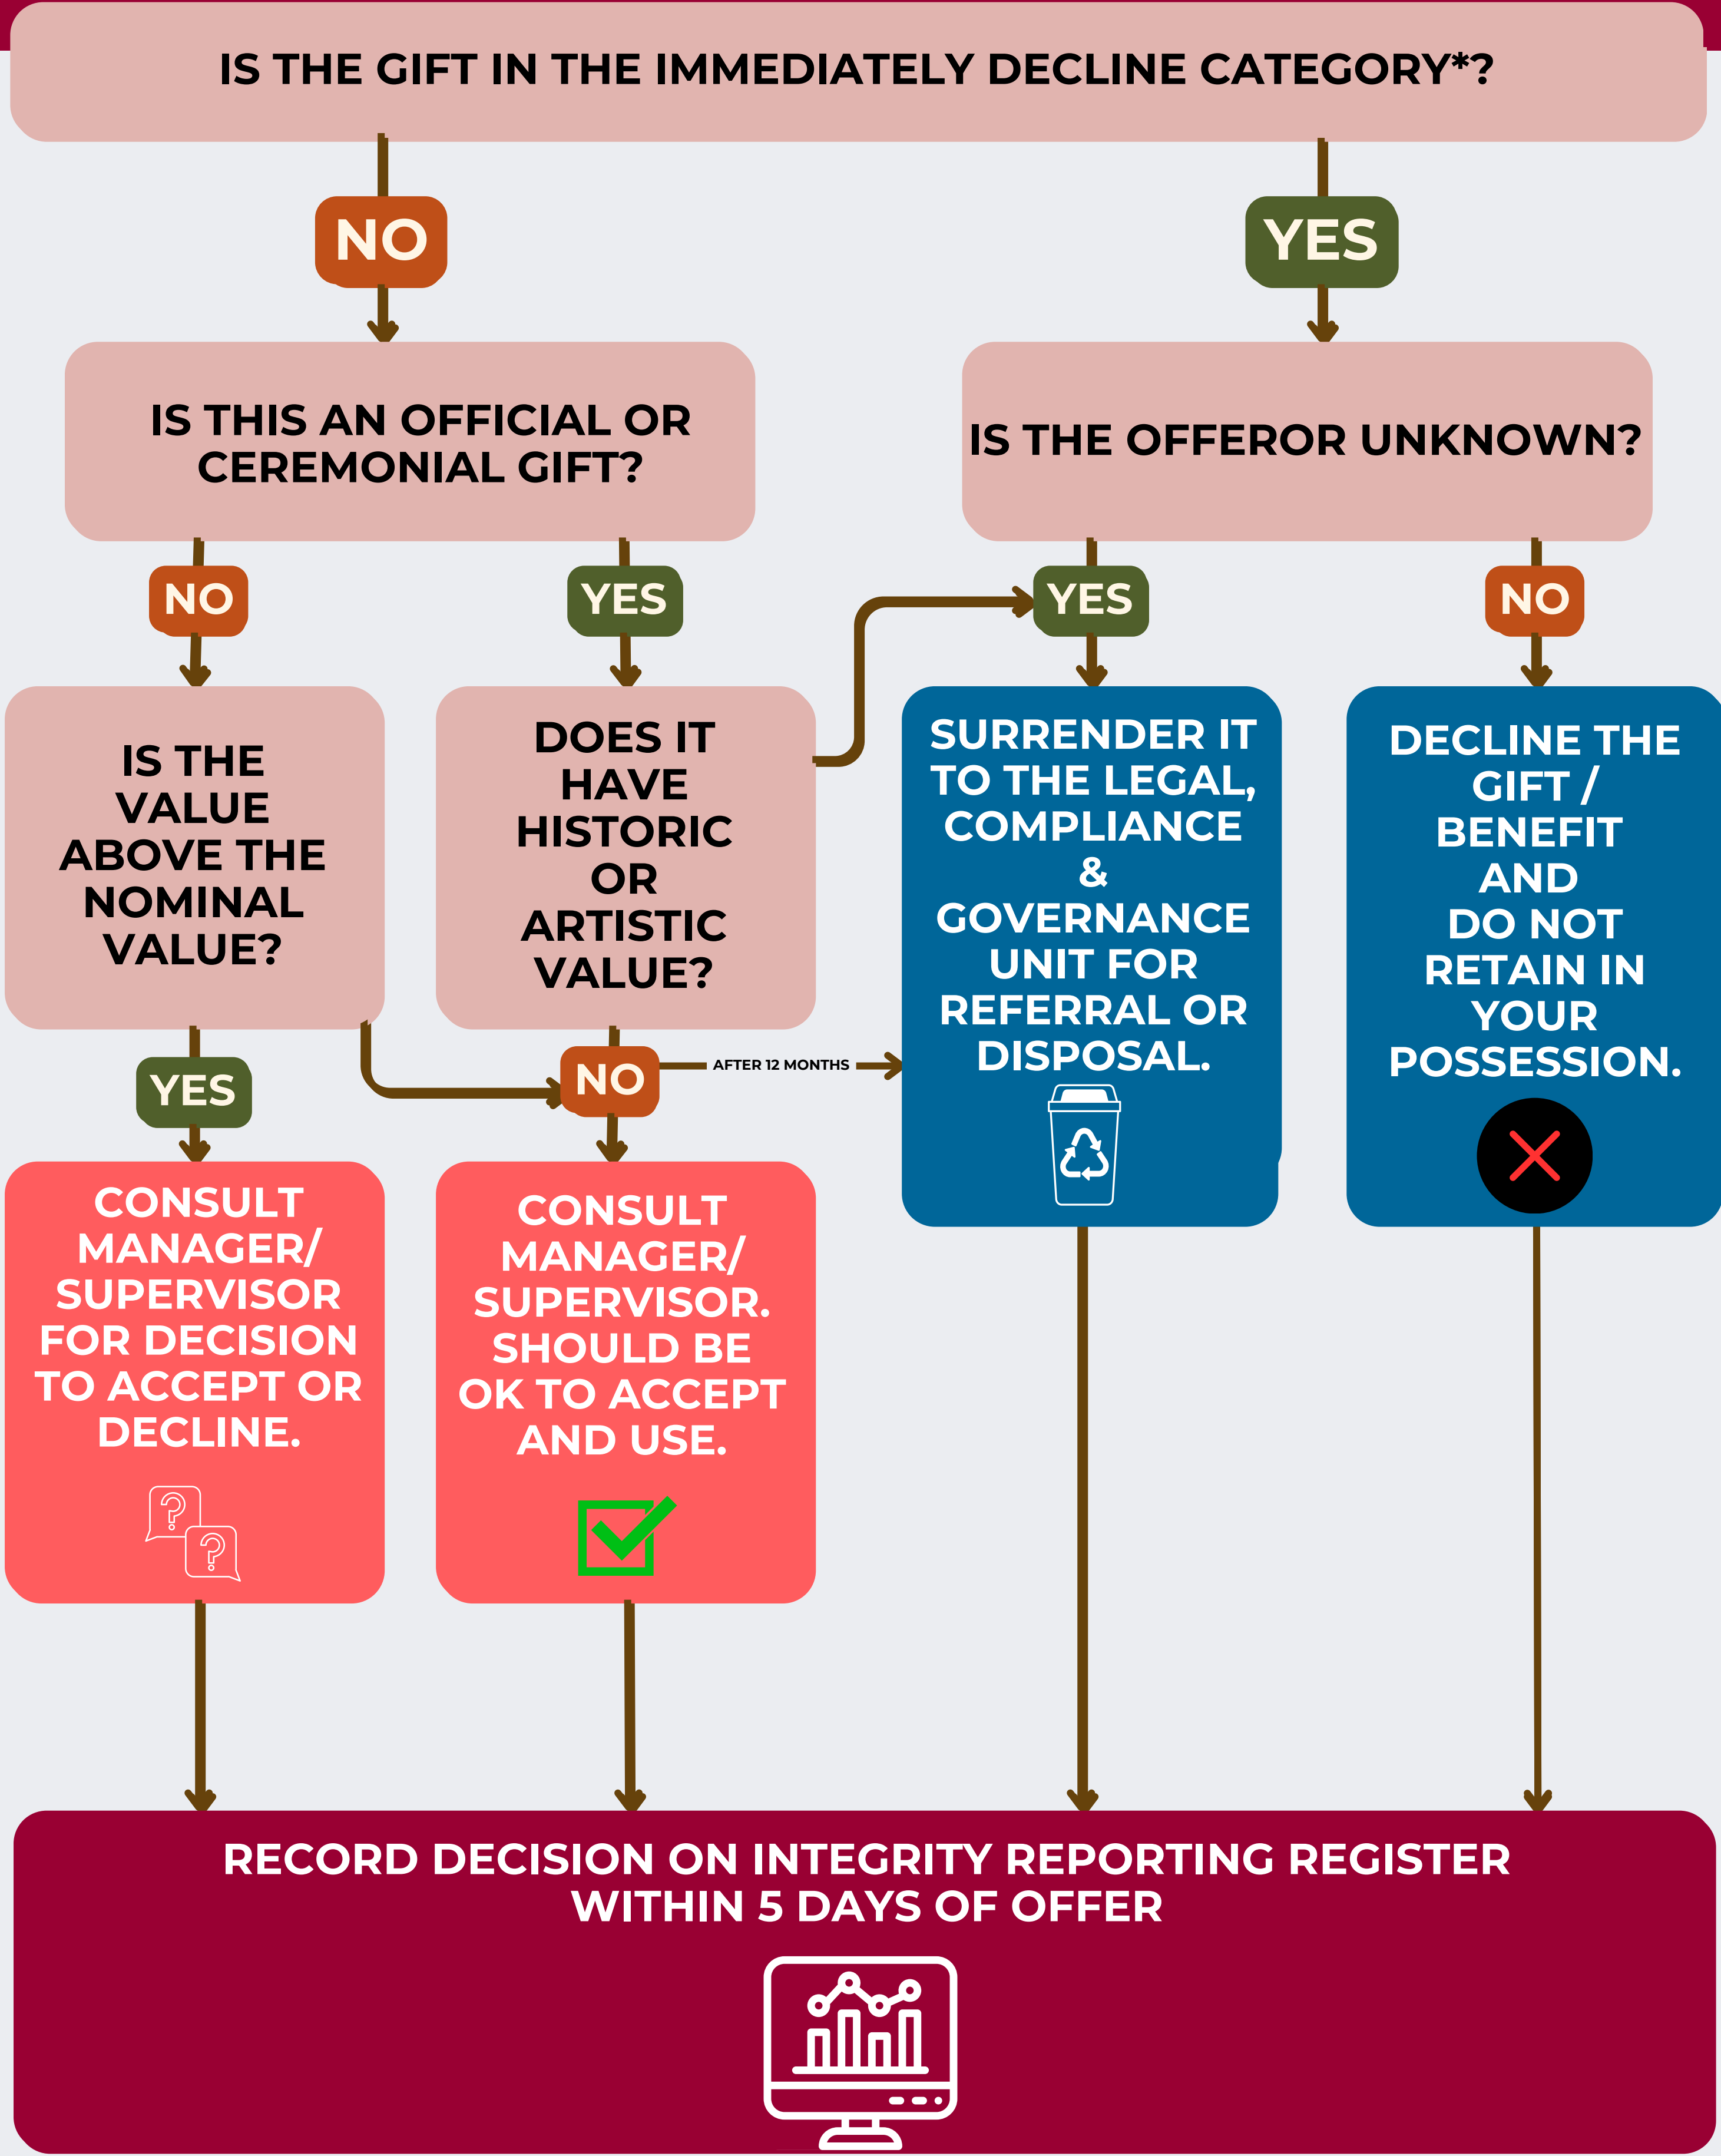 IS THE GIFT IN THE IMMEDIATELY DECLINE CATEGORY*?
NO
YES
IS THIS AN OFFICIAL OR
CEREMONIAL GIFT?
IS THE OFFEROR UNKNOWN?
NO
YES
YES
NO
IS THE
VALUE
ABOVE THE
NOMINAL
VALUE?
DOES IT
HAVE
HISTORIC
OR
ARTISTIC
VALUE?
SURRENDER IT
TO THE LEGAL,
COMPLIANCE
&
GOVERNANCE
UNIT FOR
REFERRAL OR
DISPOSAL.
DECLINE THE
GIFT /
BENEFIT
AND
DO NOT
RETAIN IN
YOUR
POSSESSION.
YES
NO
AFTER 12 MONTHS
CONSULT
MANAGER/
SUPERVISOR
FOR DECISION
TO ACCEPT OR
DECLINE.
? ?
CONSULT
MANAGER/
SUPERVISOR.
SHOULD BE
OK TO ACCEPT
AND USE.
RECORD DECISION ON INTEGRITY REPORTING REGISTER
WITHIN 5 DAYS OF OFFER